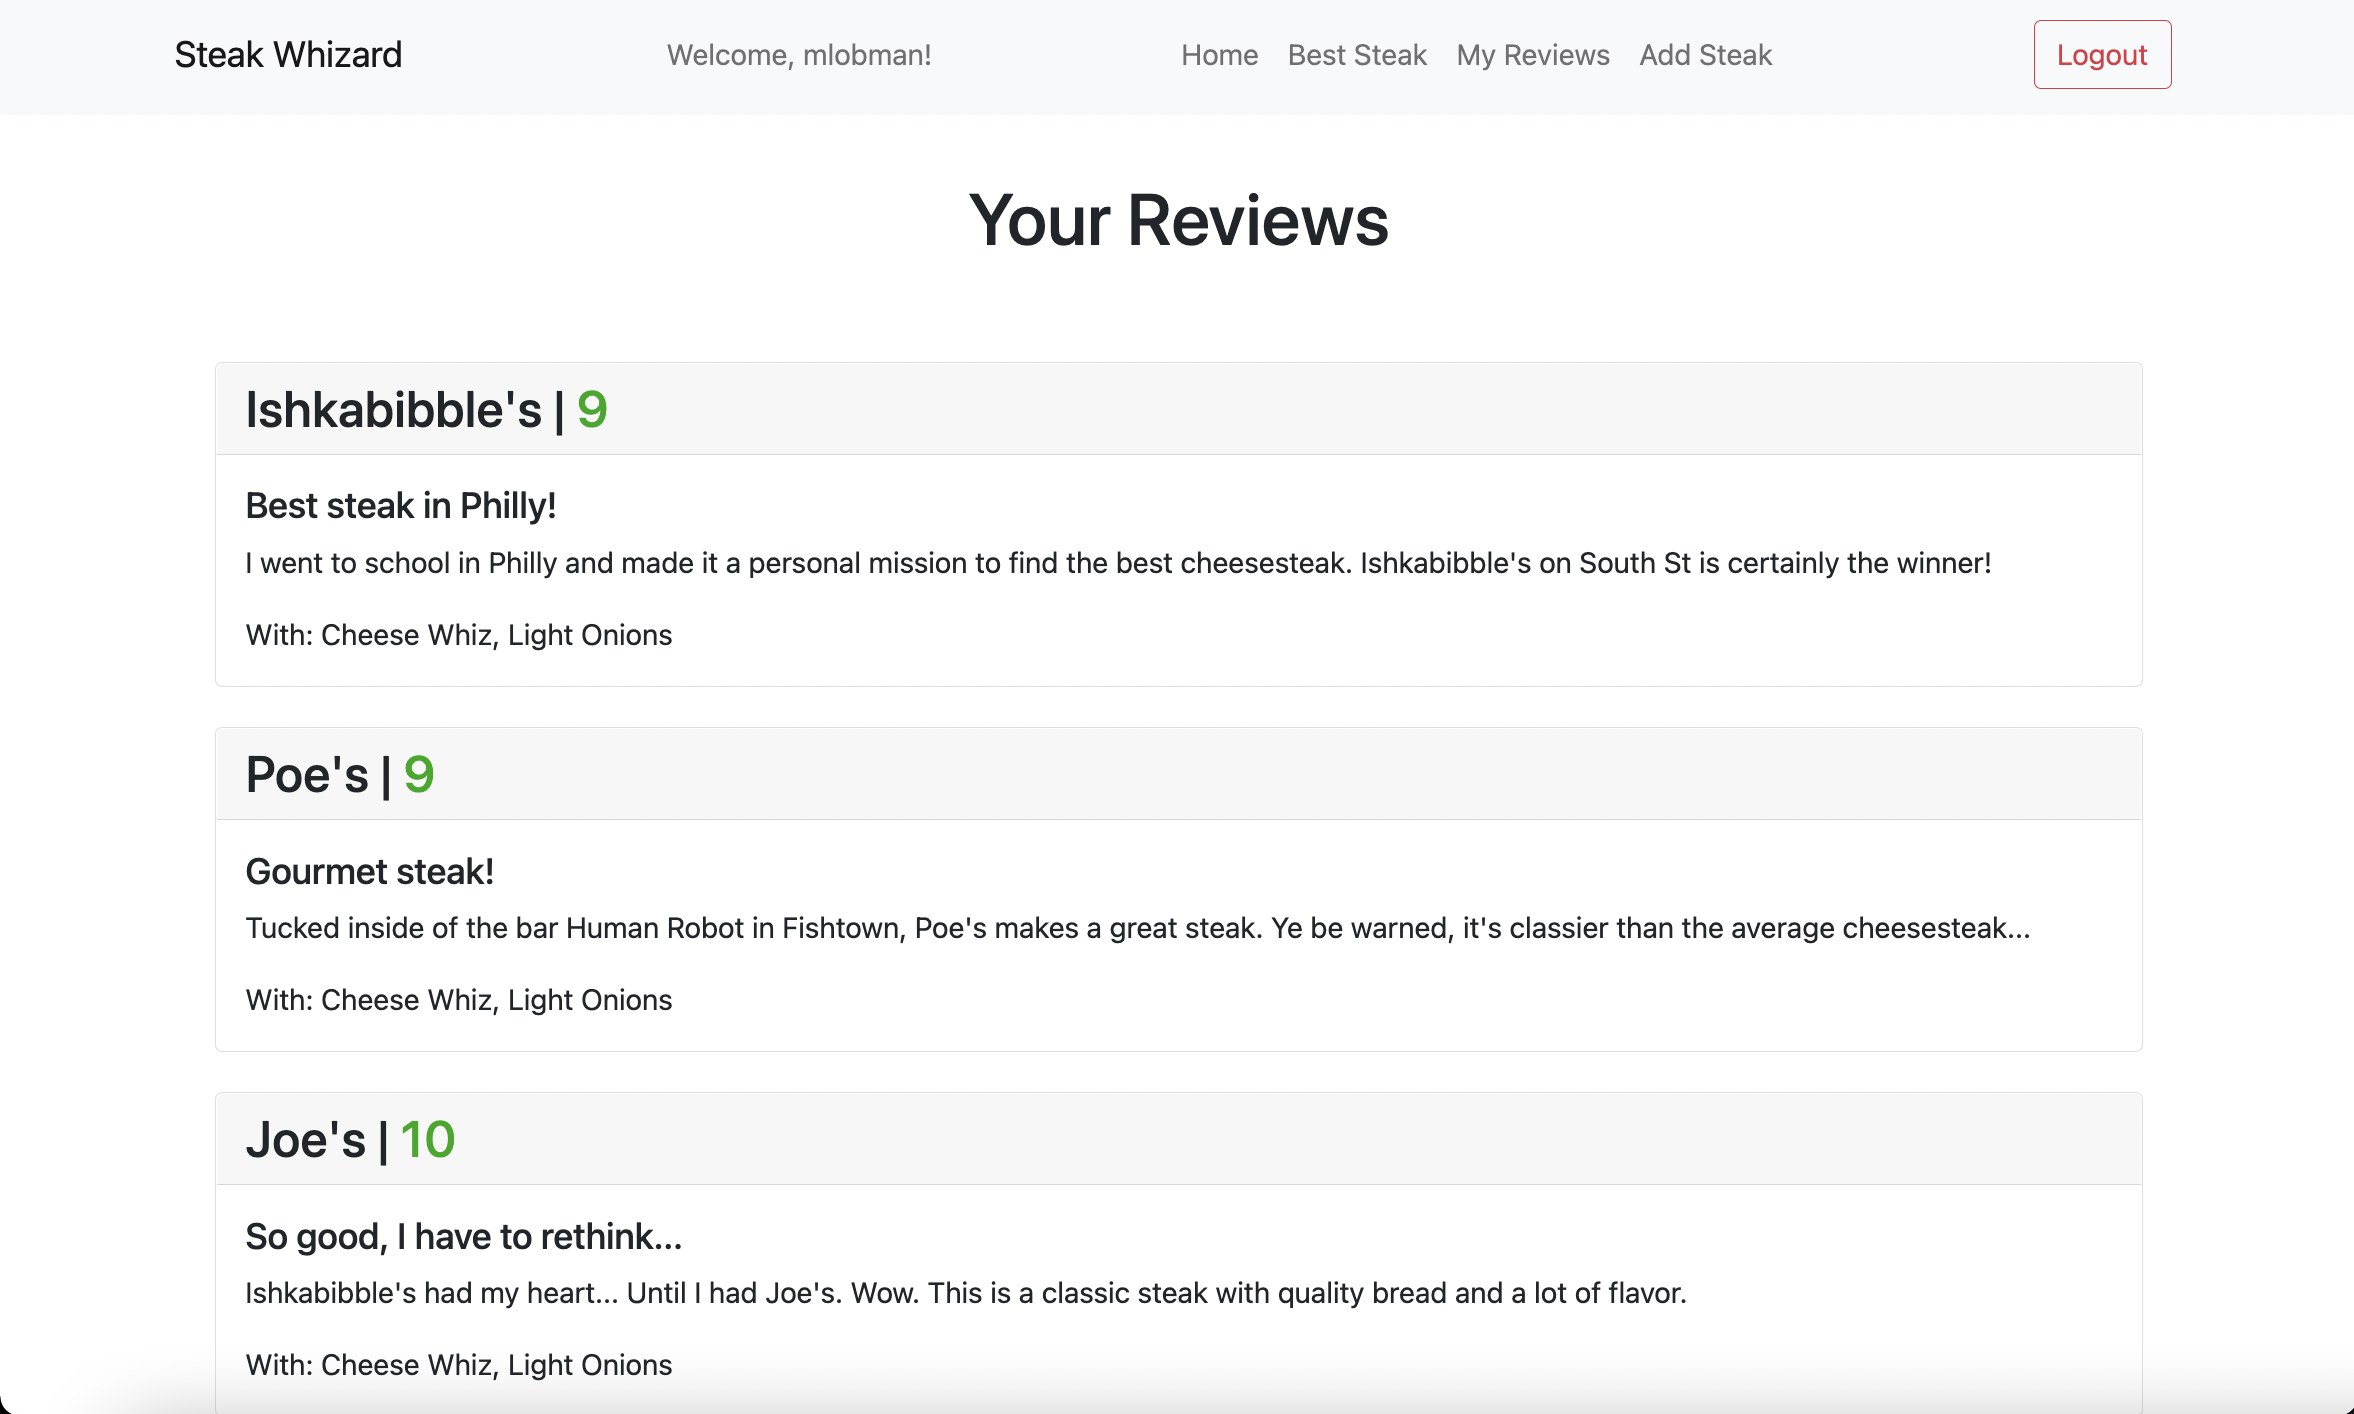 Steak Whizard Welcome, mlobman! Home Best Steak My Reviews Add Steak Logout
Your Reviews
Ishkabibble's | 9
Best steak in Philly!
I went to school in Philly and made it a personal mission to find the best cheesesteak. Ishkabibble's on South St is certainly the winner!
With: Cheese Whiz, Light Onions
Poe's | 9
Gourmet steak!
Tucked inside of the bar Human Robot in Fishtown, Poe's makes a great steak. Ye be warned, it's classier than the average cheesesteak...
With: Cheese Whiz, Light Onions
Joe's | 10
So good, I have to rethink...
Ishkabibble's had my heart... Until I had Joe's. Wow. This is a classic steak with quality bread and a lot of flavor.
With: Cheese Whiz, Light Onions